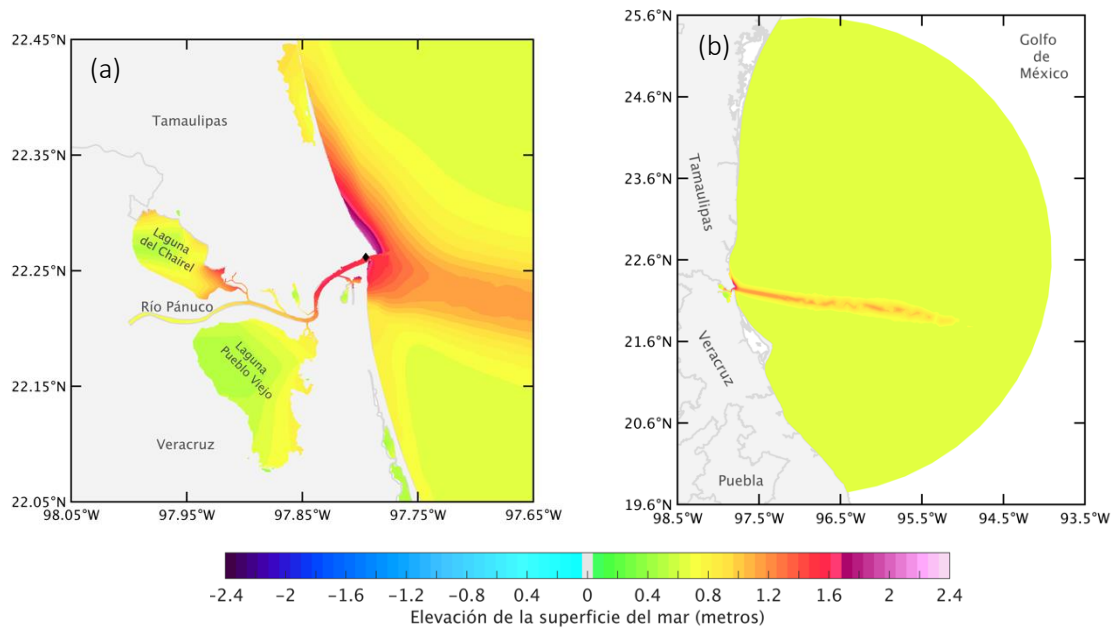 (a)
22.45°N
22.35°N
22.25°N
22.15°N
22.05°N
98.05°W 97.95°W 97.85°W 97.75°W 97.65°W
Tamaulipas
Laguna
del Chairel
Río Pánuco
Laguna
Pueblo Viejo
Veracruz
(b)
25.6°N
24.6°N
23.6°N
22.6°N
21.6°N
20.6°N
19.6°N
98.5°W 97.5°W 96.5°W 95.5°W 94.5°W 93.5°W
Golfo
de
México
Tamaulipas
Veracruz
Puebla
-2.4 -2 -1.6 -1.2 -0.8 0.4 0 0.4 0.8 1.2 1.6 2 2.4
Elevación de la superficie del mar (metros)